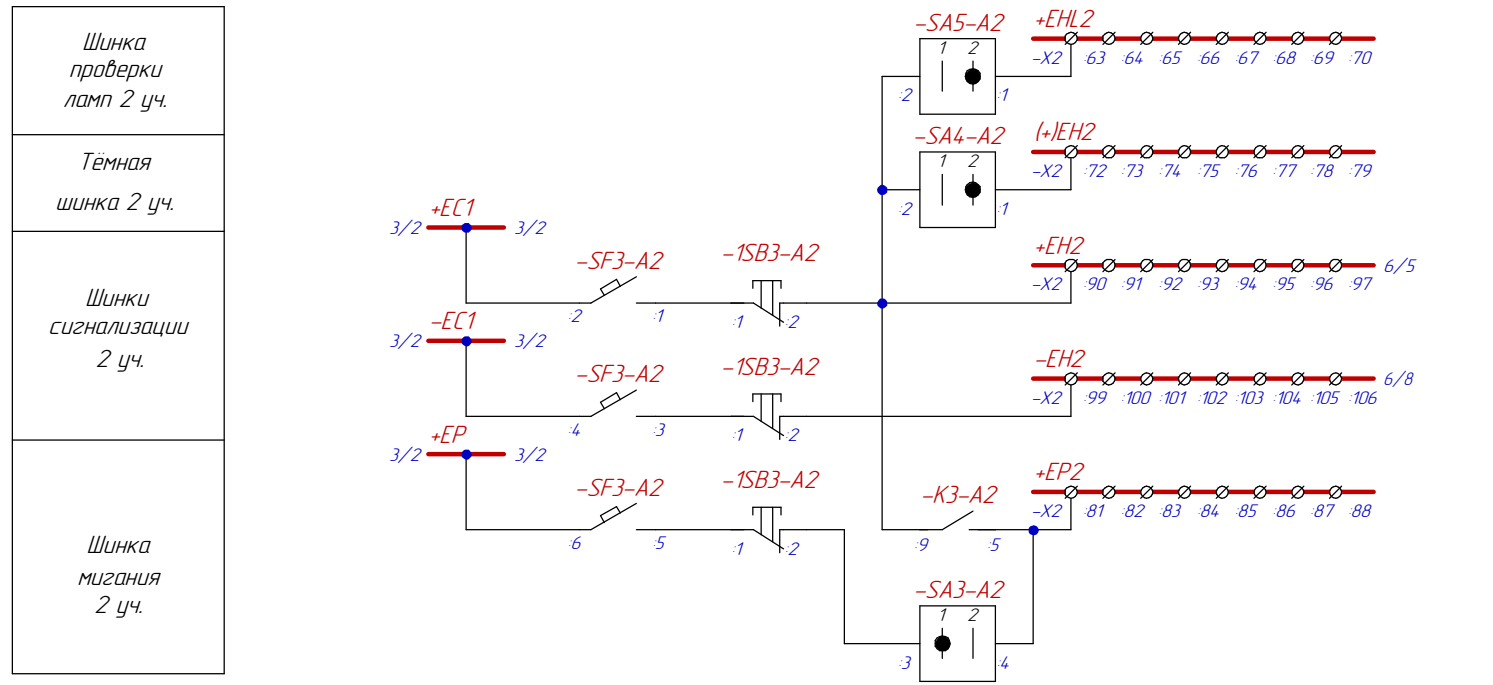 Шинка
проверки
ламп 2 уч.
Тёмная
шинка 2 уч.
Шинки
сигнализации
2 уч.
Шинка
мигания
2 уч.
-SA5-A2
1 2
:2 :1
+EHL2
-X2 :63 :64 :65 :66 :67 :68 :69 :70
-SA4-A2
1 2
:2 :1
(+)EH2
-X2 :72 :73 :74 :75 :76 :77 :78 :79
+EC1
3/2 3/2
-SF3-A2
:2 :1
-1SB3-A2
:1 :2
+EH2
6/5
-X2 :90 :91 :92 :93 :94 :95 :96 :97
-EC1
3/2 3/2
-SF3-A2
:4 :3
-1SB3-A2
:1 :2
-EH2
6/8
-X2 :99 :100 :101 :102 :103 :104 :105 :106
+EP
3/2 3/2
-SF3-A2
:6 :5
-1SB3-A2
:1 :2
-K3-A2
:9 :5
+EP2
-X2 :81 :82 :83 :84 :85 :86 :87 :88
-SA3-A2
1 2
:3 :4